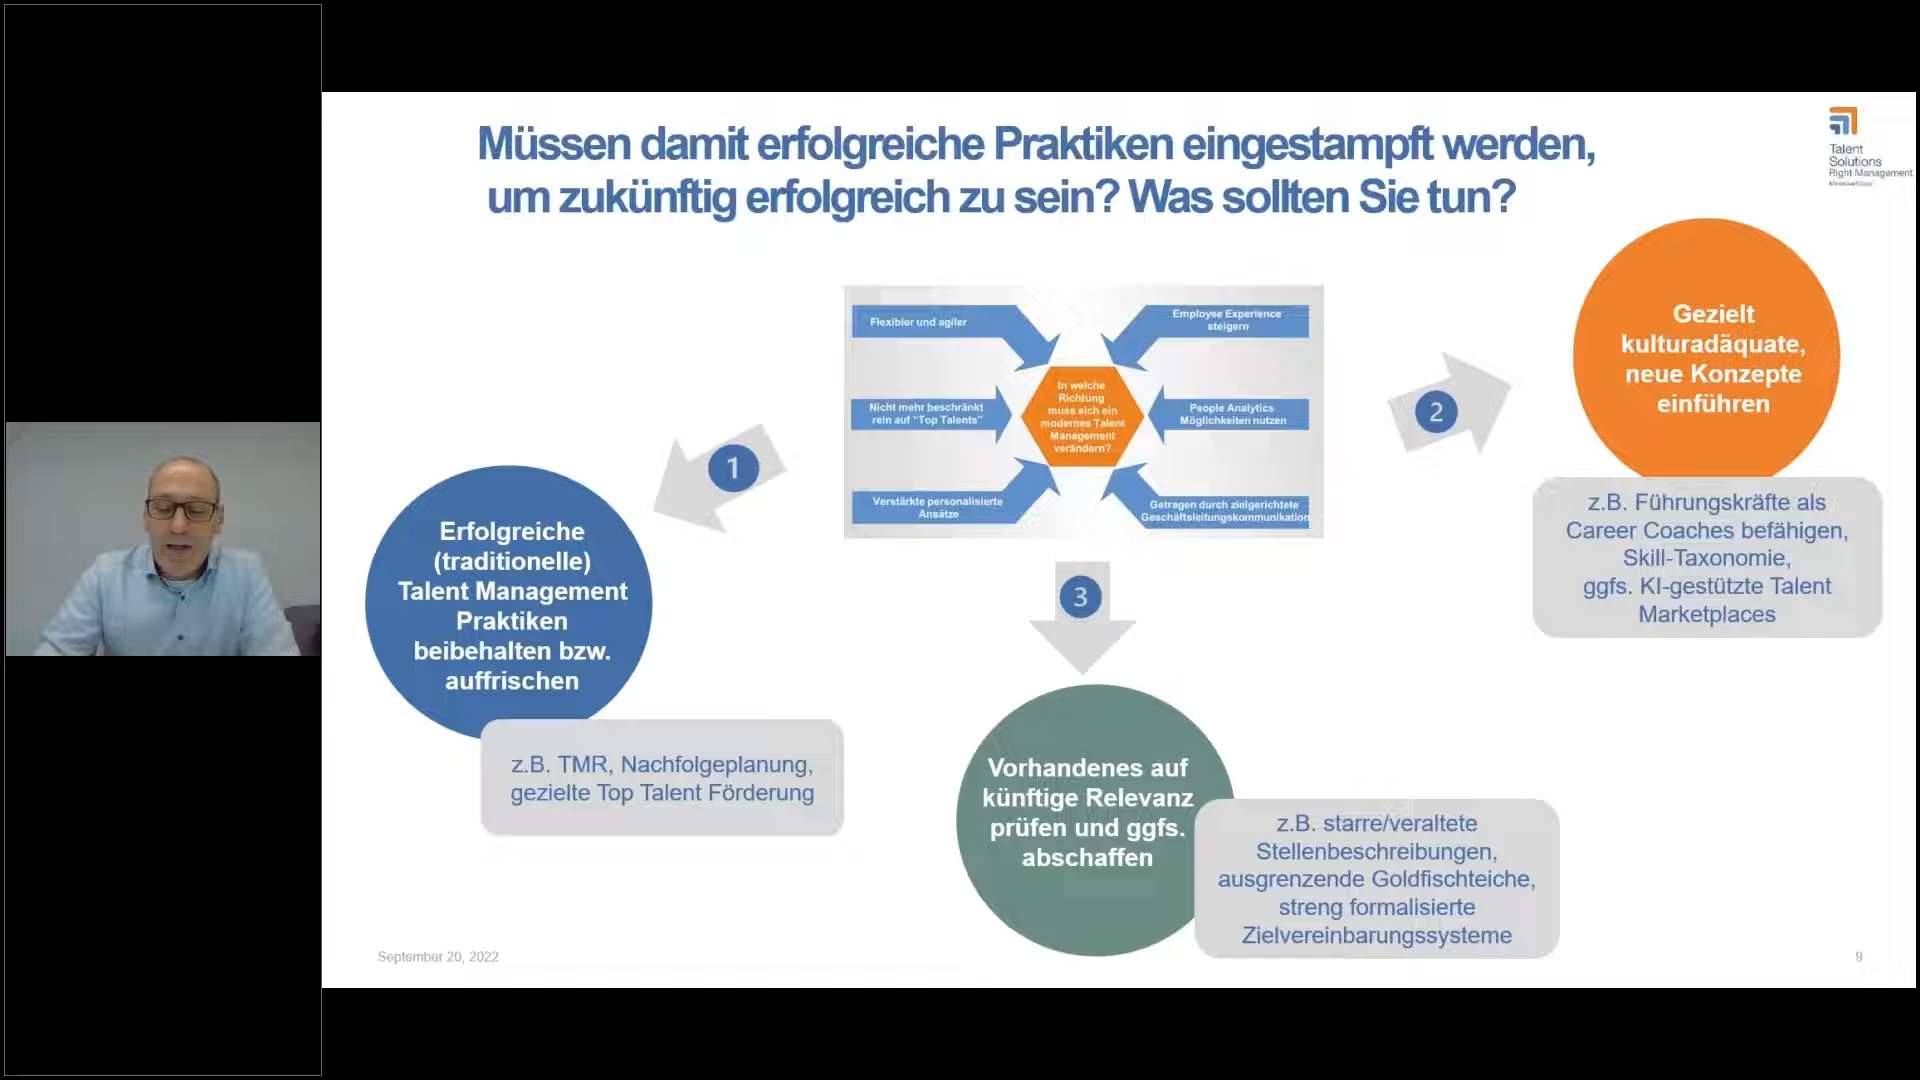 Müssen damit erfolgreiche Praktiken eingestampft werden,
um zukünftig erfolgreich zu sein? Was sollten Sie tun?
Talent
Solutions
Right Management
Flexibler und agiler
Nicht mehr beschränkt
rein auf "Top Talents"
Verstärkte personalisierte
Ansätze
In welche
Richtung
muss sich ein
modernes Talent
Management
verändern?
Employee Experience
steigern
People Analytics
Möglichkeiten nutzen
Getragen durch zielgerichtete
Geschäftsleitungskommunikation
1
Erfolgreiche
(traditionelle)
Talent Management
Praktiken
beibehalten bzw.
auffrischen
z.B. TMR, Nachfolgeplanung,
gezielte Top Talent Förderung
2
Gezielt
kulturadäquate,
neue Konzepte
einführen
z.B. Führungskräfte als
Career Coaches befähigen,
Skill-Taxonomie,
ggfs. KI-gestützte Talent
Marketplaces
3
Vorhandenes auf
künftige Relevanz
prüfen und ggfs.
abschaffen
z.B. starre/veraltete
Stellenbeschreibungen,
ausgrenzende Goldfischteiche,
streng formalisierte
Zielvereinbarungssysteme
September 20, 2022
9